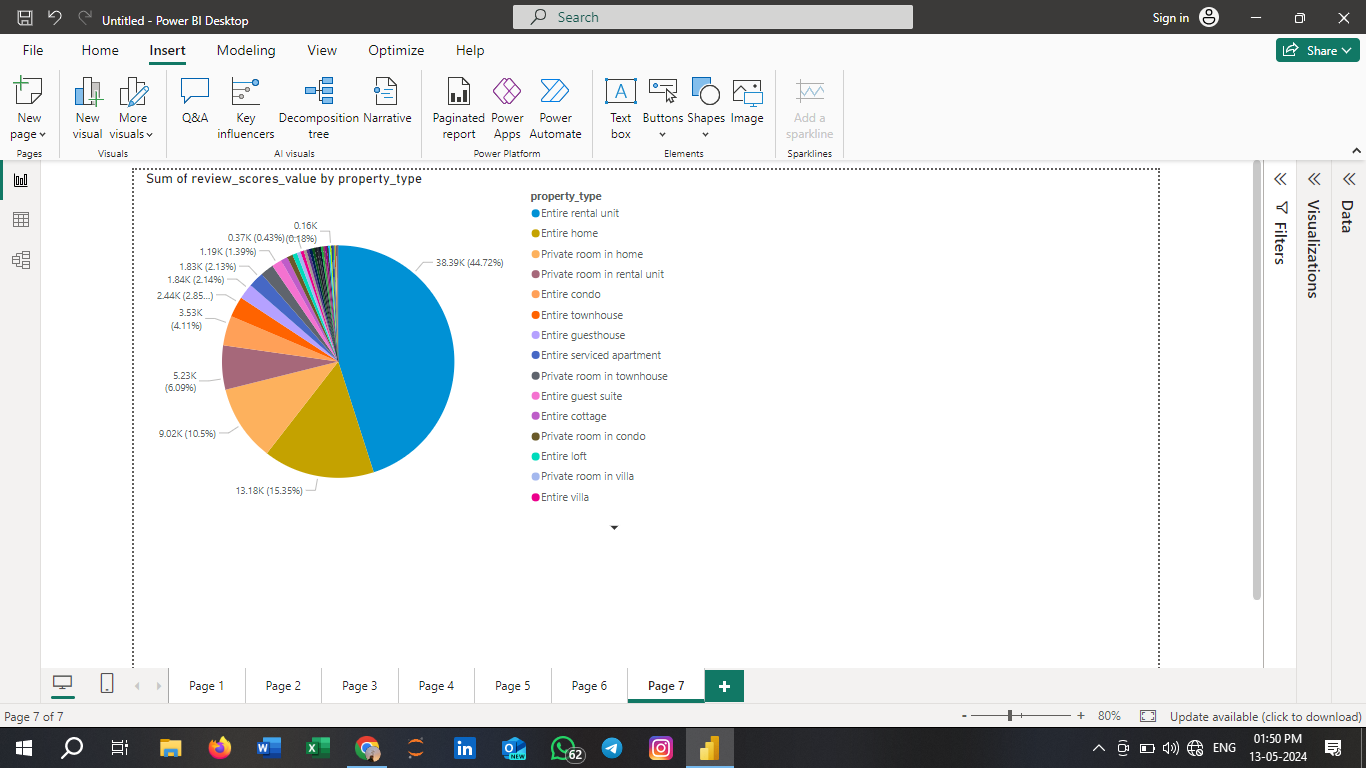 Untitled - Power BI Desktop
Search
Sign in
File
Home
Insert
Modeling
View
Optimize
Help
Share
New page
New visual
More visuals
Q&A
Key influencers
Decomposition tree
Narrative
Paginated report
Power Apps
Power Automate
Text box
Buttons
Shapes
Image
Add a sparkline
Pages
Visuals
AI visuals
Power Platform
Elements
Sparklines
Sum of review_scores_value by property_type
0.16K
(0.18%)
0.37K (0.43%)
1.19K (1.39%)
1.83K (2.13%)
1.84K (2.14%)
2.44K (2.85...)
3.53K
(4.11%)
5.23K
(6.09%)
9.02K (10.5%)
13.18K (15.35%)
38.39K (44.72%)
property_type
Entire rental unit
Entire home
Private room in home
Private room in rental unit
Entire condo
Entire townhouse
Entire guesthouse
Entire serviced apartment
Private room in townhouse
Entire guest suite
Entire cottage
Private room in condo
Entire loft
Private room in villa
Entire villa
Filters
Visualizations
Data
Page 1
Page 2
Page 3
Page 4
Page 5
Page 6
Page 7
Page 7 of 7
- + 80%
Update available (click to download)
A
W
X
in
NEW
62
ENG
01:50 PM
13-05-2024